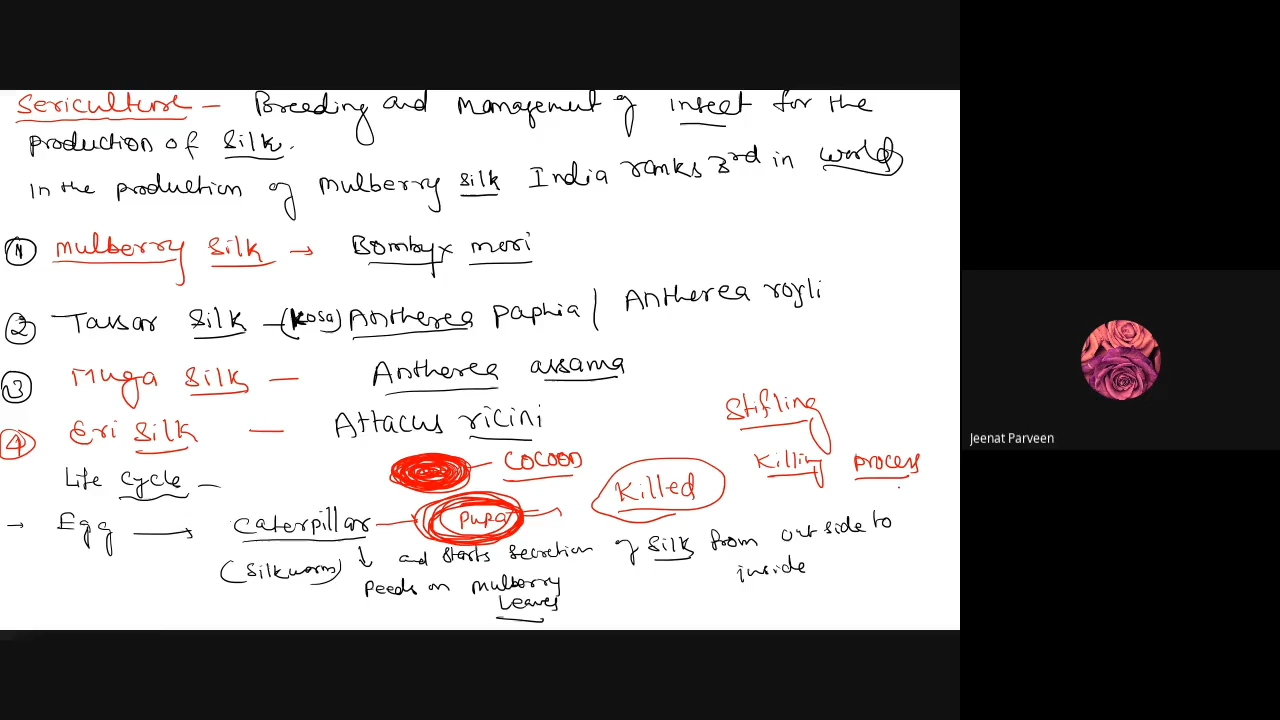 Sericulture - Breeding and management of insect for the
production of silk.
In the production of mulberry silk India ranks 3rd in world
① mulberry silk → Bombyx mori
② Tassar silk - (Kosa) Antherea paphia / Antherea royli
③ Muga silk - Antherea assama
④ Eri silk - Attacus ricini
Stifling
Killing process
Life cycle - cocoon
Killed
→ Egg → caterpillar - pupa
(silkworm) ↓ and starts secretion of silk from outside to
inside
Feeds on mulberry
leaves
Jeenat Parveen